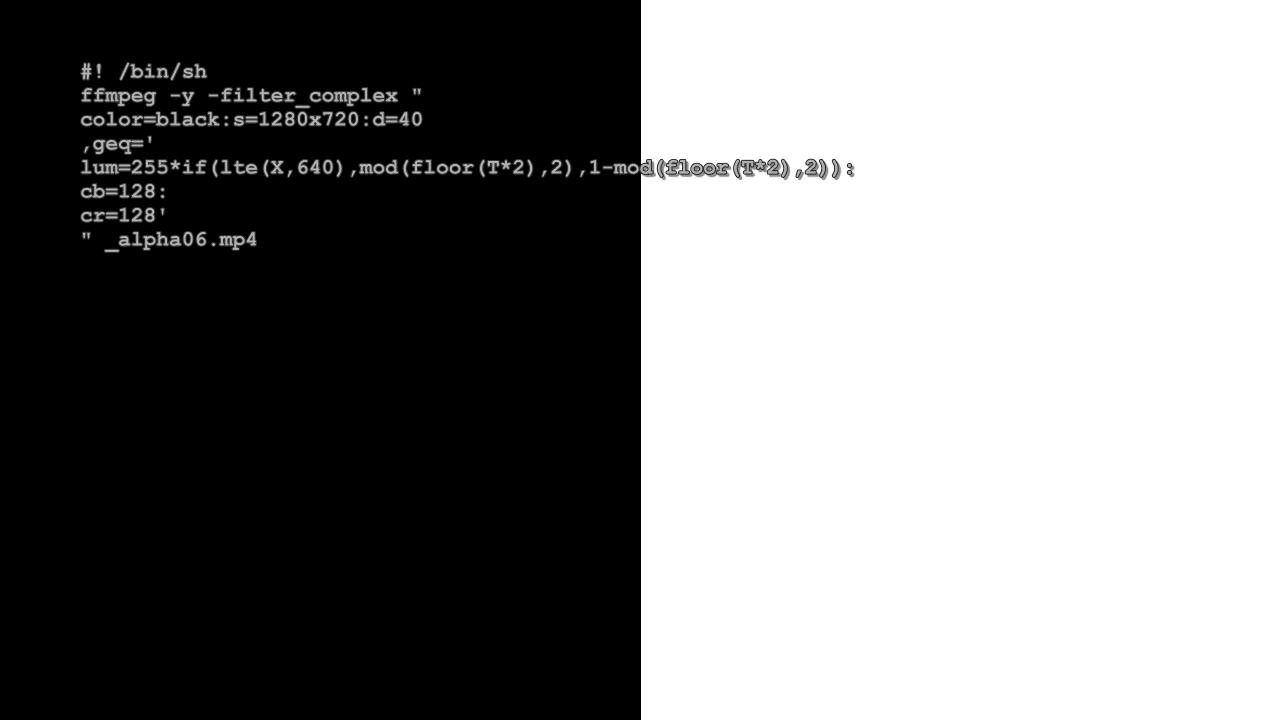 #! /bin/sh
ffmpeg -y -filter_complex "
color=black:s=1280x720:d=40
,geq='
lum=255*if(lte(X,640),mod(floor(T*2),2),1-mod(floor(T*2),2)):
cb=128:
cr=128'
" _alpha06.mp4